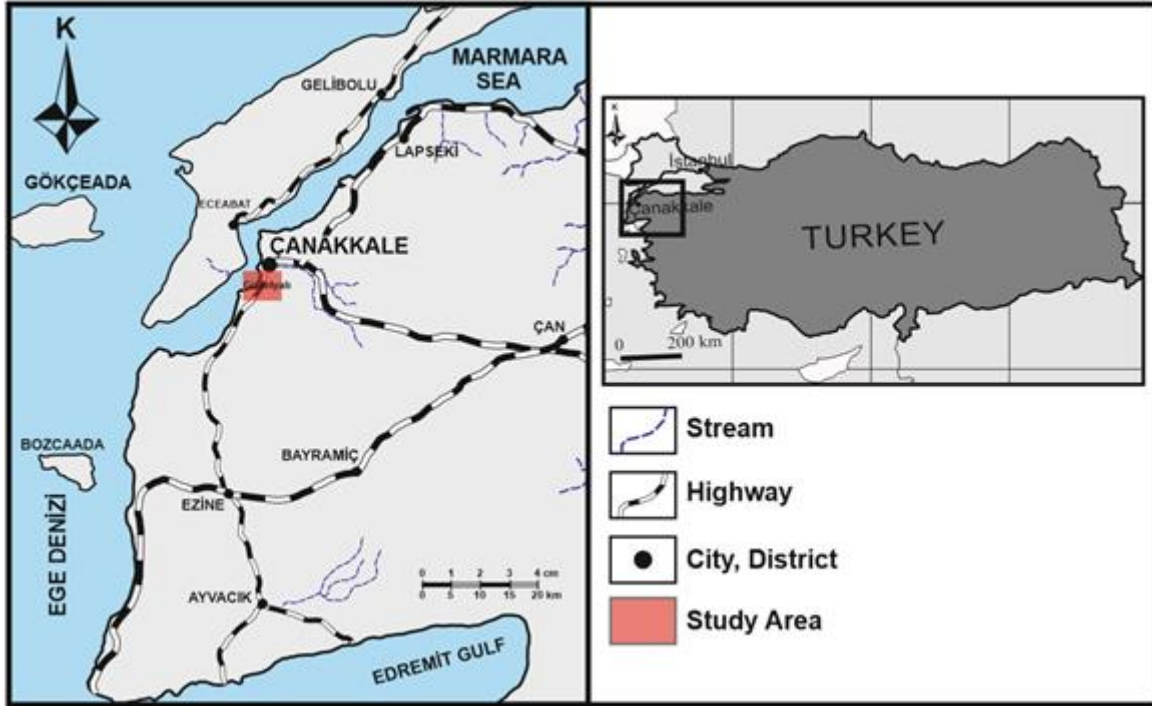 K
MARMARA
SEA
GELİBOLU
LAPSEKİ
GÖKÇEADA
ECEABAT
ÇANAKKALE
ÇAN
BOZCAADA
BAYRAMİÇ
EZİNE
EGE DENİZİ
AYVACIK
0 1 2 3 4 cm
0 5 10 15 20 km
EDREMİT GULF
K
İstanbul
Çanakkale
TURKEY
0 200 km
Stream
Highway
City, District
Study Area